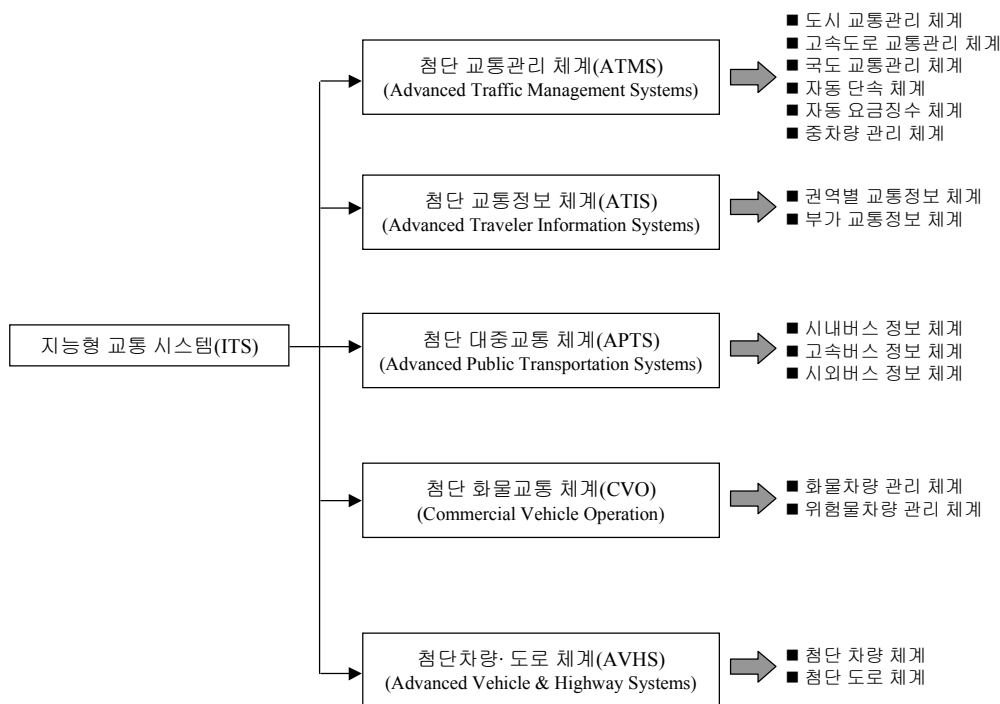 지능형 교통 시스템(ITS)
첨단 교통관리 체계(ATMS)
(Advanced Traffic Management Systems)
■ 도시 교통관리 체계
■ 고속도로 교통관리 체계
■ 국도 교통관리 체계
■ 자동 단속 체계
■ 자동 요금징수 체계
■ 중차량 관리 체계
첨단 교통정보 체계(ATIS)
(Advanced Traveler Information Systems)
■ 권역별 교통정보 체계
■ 부가 교통정보 체계
첨단 대중교통 체계(APTS)
(Advanced Public Transportation Systems)
■ 시내버스 정보 체계
■ 고속버스 정보 체계
■ 시외버스 정보 체계
첨단 화물교통 체계(CVO)
(Commercial Vehicle Operation)
■ 화물차량 관리 체계
■ 위험물차량 관리 체계
첨단차량· 도로 체계(AVHS)
(Advanced Vehicle & Highway Systems)
■ 첨단 차량 체계
■ 첨단 도로 체계